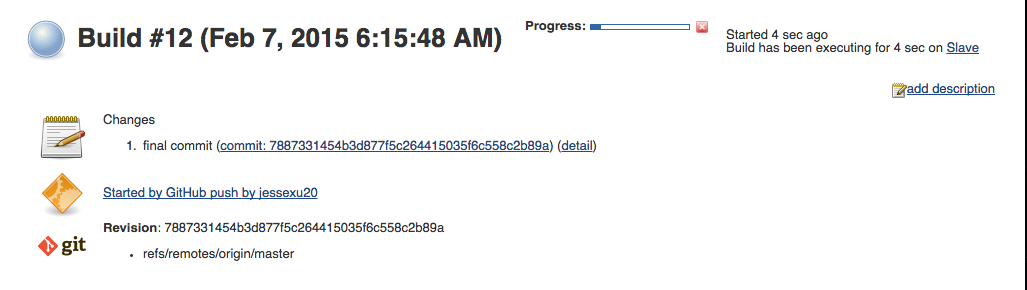 Build #12 (Feb 7, 2015 6:15:48 AM)
Progress:
Started 4 sec ago
Build has been executing for 4 sec on Slave
add description
Changes
1. final commit (commit: 7887331454b3d877f5c264415035f6c558c2b89a) (detail)
Started by GitHub push by jessexu20
git
Revision: 7887331454b3d877f5c264415035f6c558c2b89a
• refs/remotes/origin/master